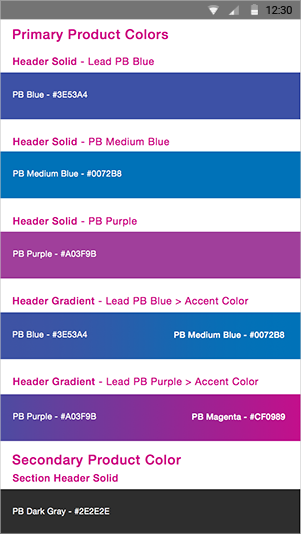 12:30
Primary Product Colors
Header Solid - Lead PB Blue
PB Blue - #3E53A4
Header Solid - PB Medium Blue
PB Medium Blue - #0072B8
Header Solid - PB Purple
PB Purple - #A03F9B
Header Gradient - Lead PB Blue > Accent Color
PB Blue - #3E53A4 PB Medium Blue - #0072B8
Header Gradient - Lead PB Purple > Accent Color
PB Purple - #A03F9B PB Magenta - #CF0989
Secondary Product Color
Section Header Solid
PB Dark Gray - #2E2E2E